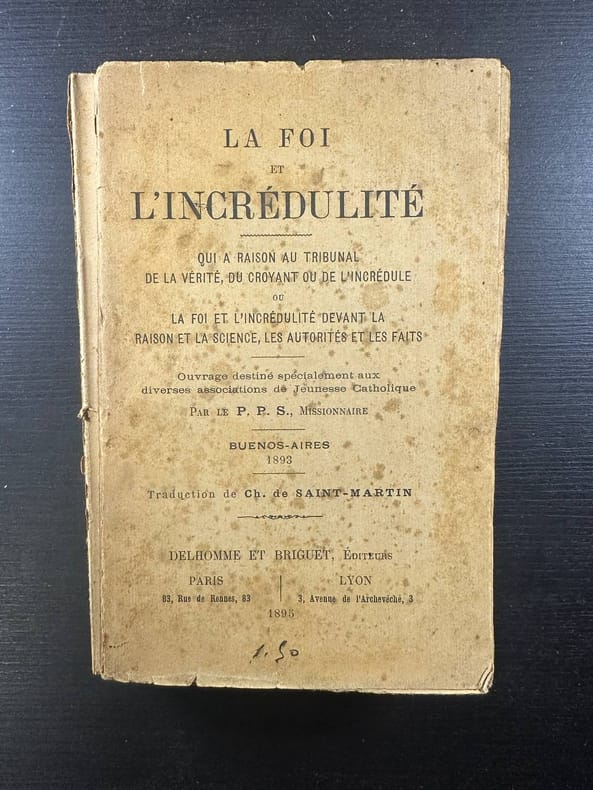 LA FOI
ET
L'INCRÉDULITÉ
QUI A RAISON AU TRIBUNAL
DE LA VÉRITÉ, DU CROYANT OU DE L'INCRÉDULE
OU
LA FOI ET L'INCRÉDULITÉ DEVANT LA
RAISON ET LA SCIENCE, LES AUTORITÉS ET LES FAITS
Ouvrage destiné spécialement aux
diverses associations de Jeunesse Catholique
PAR LE P. P. S., MISSIONNAIRE
BUENOS-AIRES
1893
Traduction de Ch. de SAINT-MARTIN
DELHOMME ET BRIGUET, ÉDITEURS
PARIS
83, Rue de Rennes, 83
LYON
3, Avenue de l'Archevêché, 3
1895
1.50